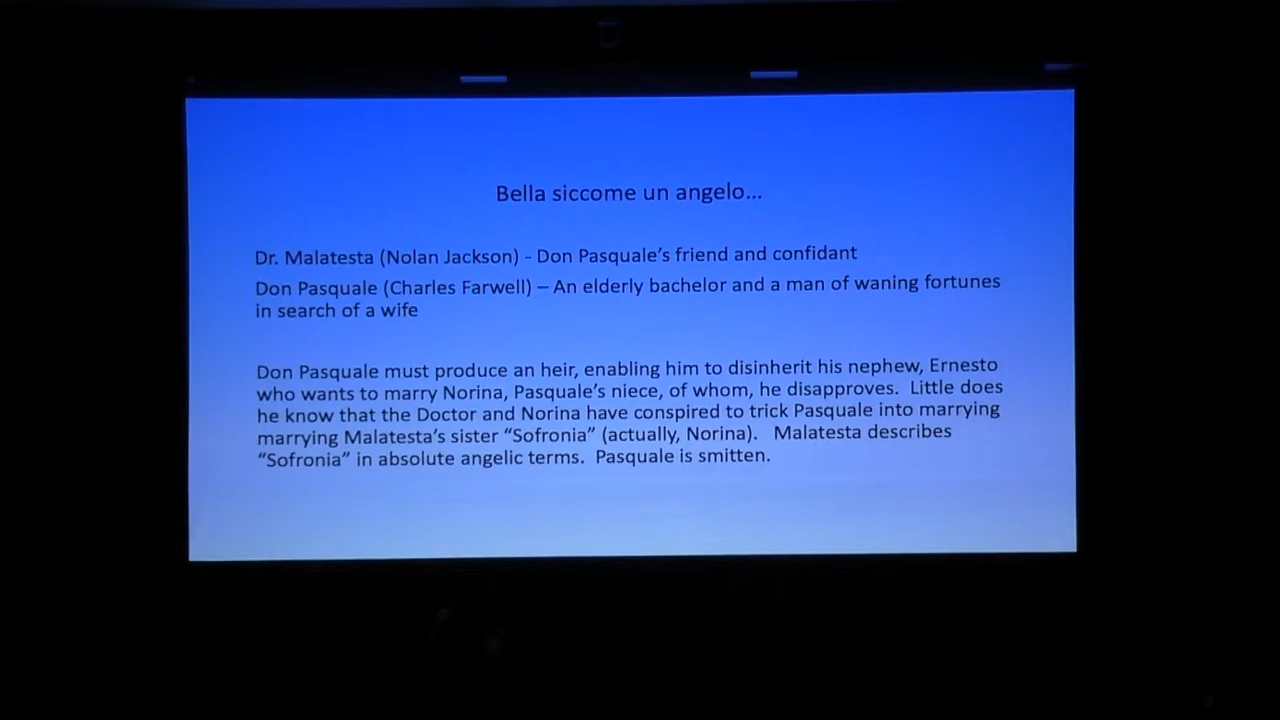 Bella siccome un angelo...
Dr. Malatesta (Nolan Jackson) - Don Pasquale’s friend and confidant
Don Pasquale (Charles Farwell) – An elderly bachelor and a man of waning fortunes
in search of a wife
Don Pasquale must produce an heir, enabling him to disinherit his nephew, Ernesto
who wants to marry Norina, Pasquale’s niece, of whom, he disapproves. Little does
he know that the Doctor and Norina have conspired to trick Pasquale into marrying
marrying Malatesta’s sister “Sofronia” (actually, Norina). Malatesta describes
“Sofronia” in absolute angelic terms. Pasquale is smitten.